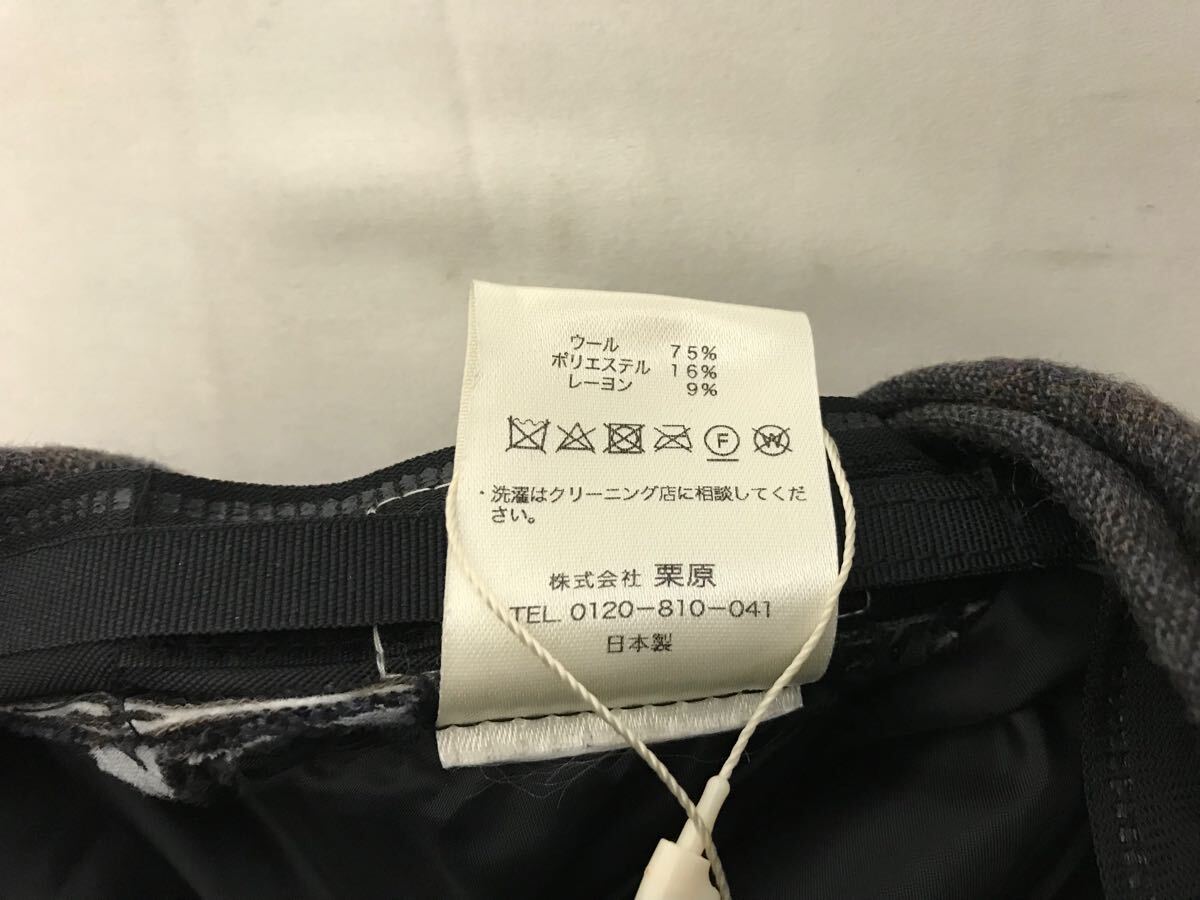 ウール 75%
ポリエステル 16%
レーヨン 9%
F W
・洗濯はクリーニング店に相談してくだ
さい。
株式会社 栗原
TEL. 0120-810-041
日本製